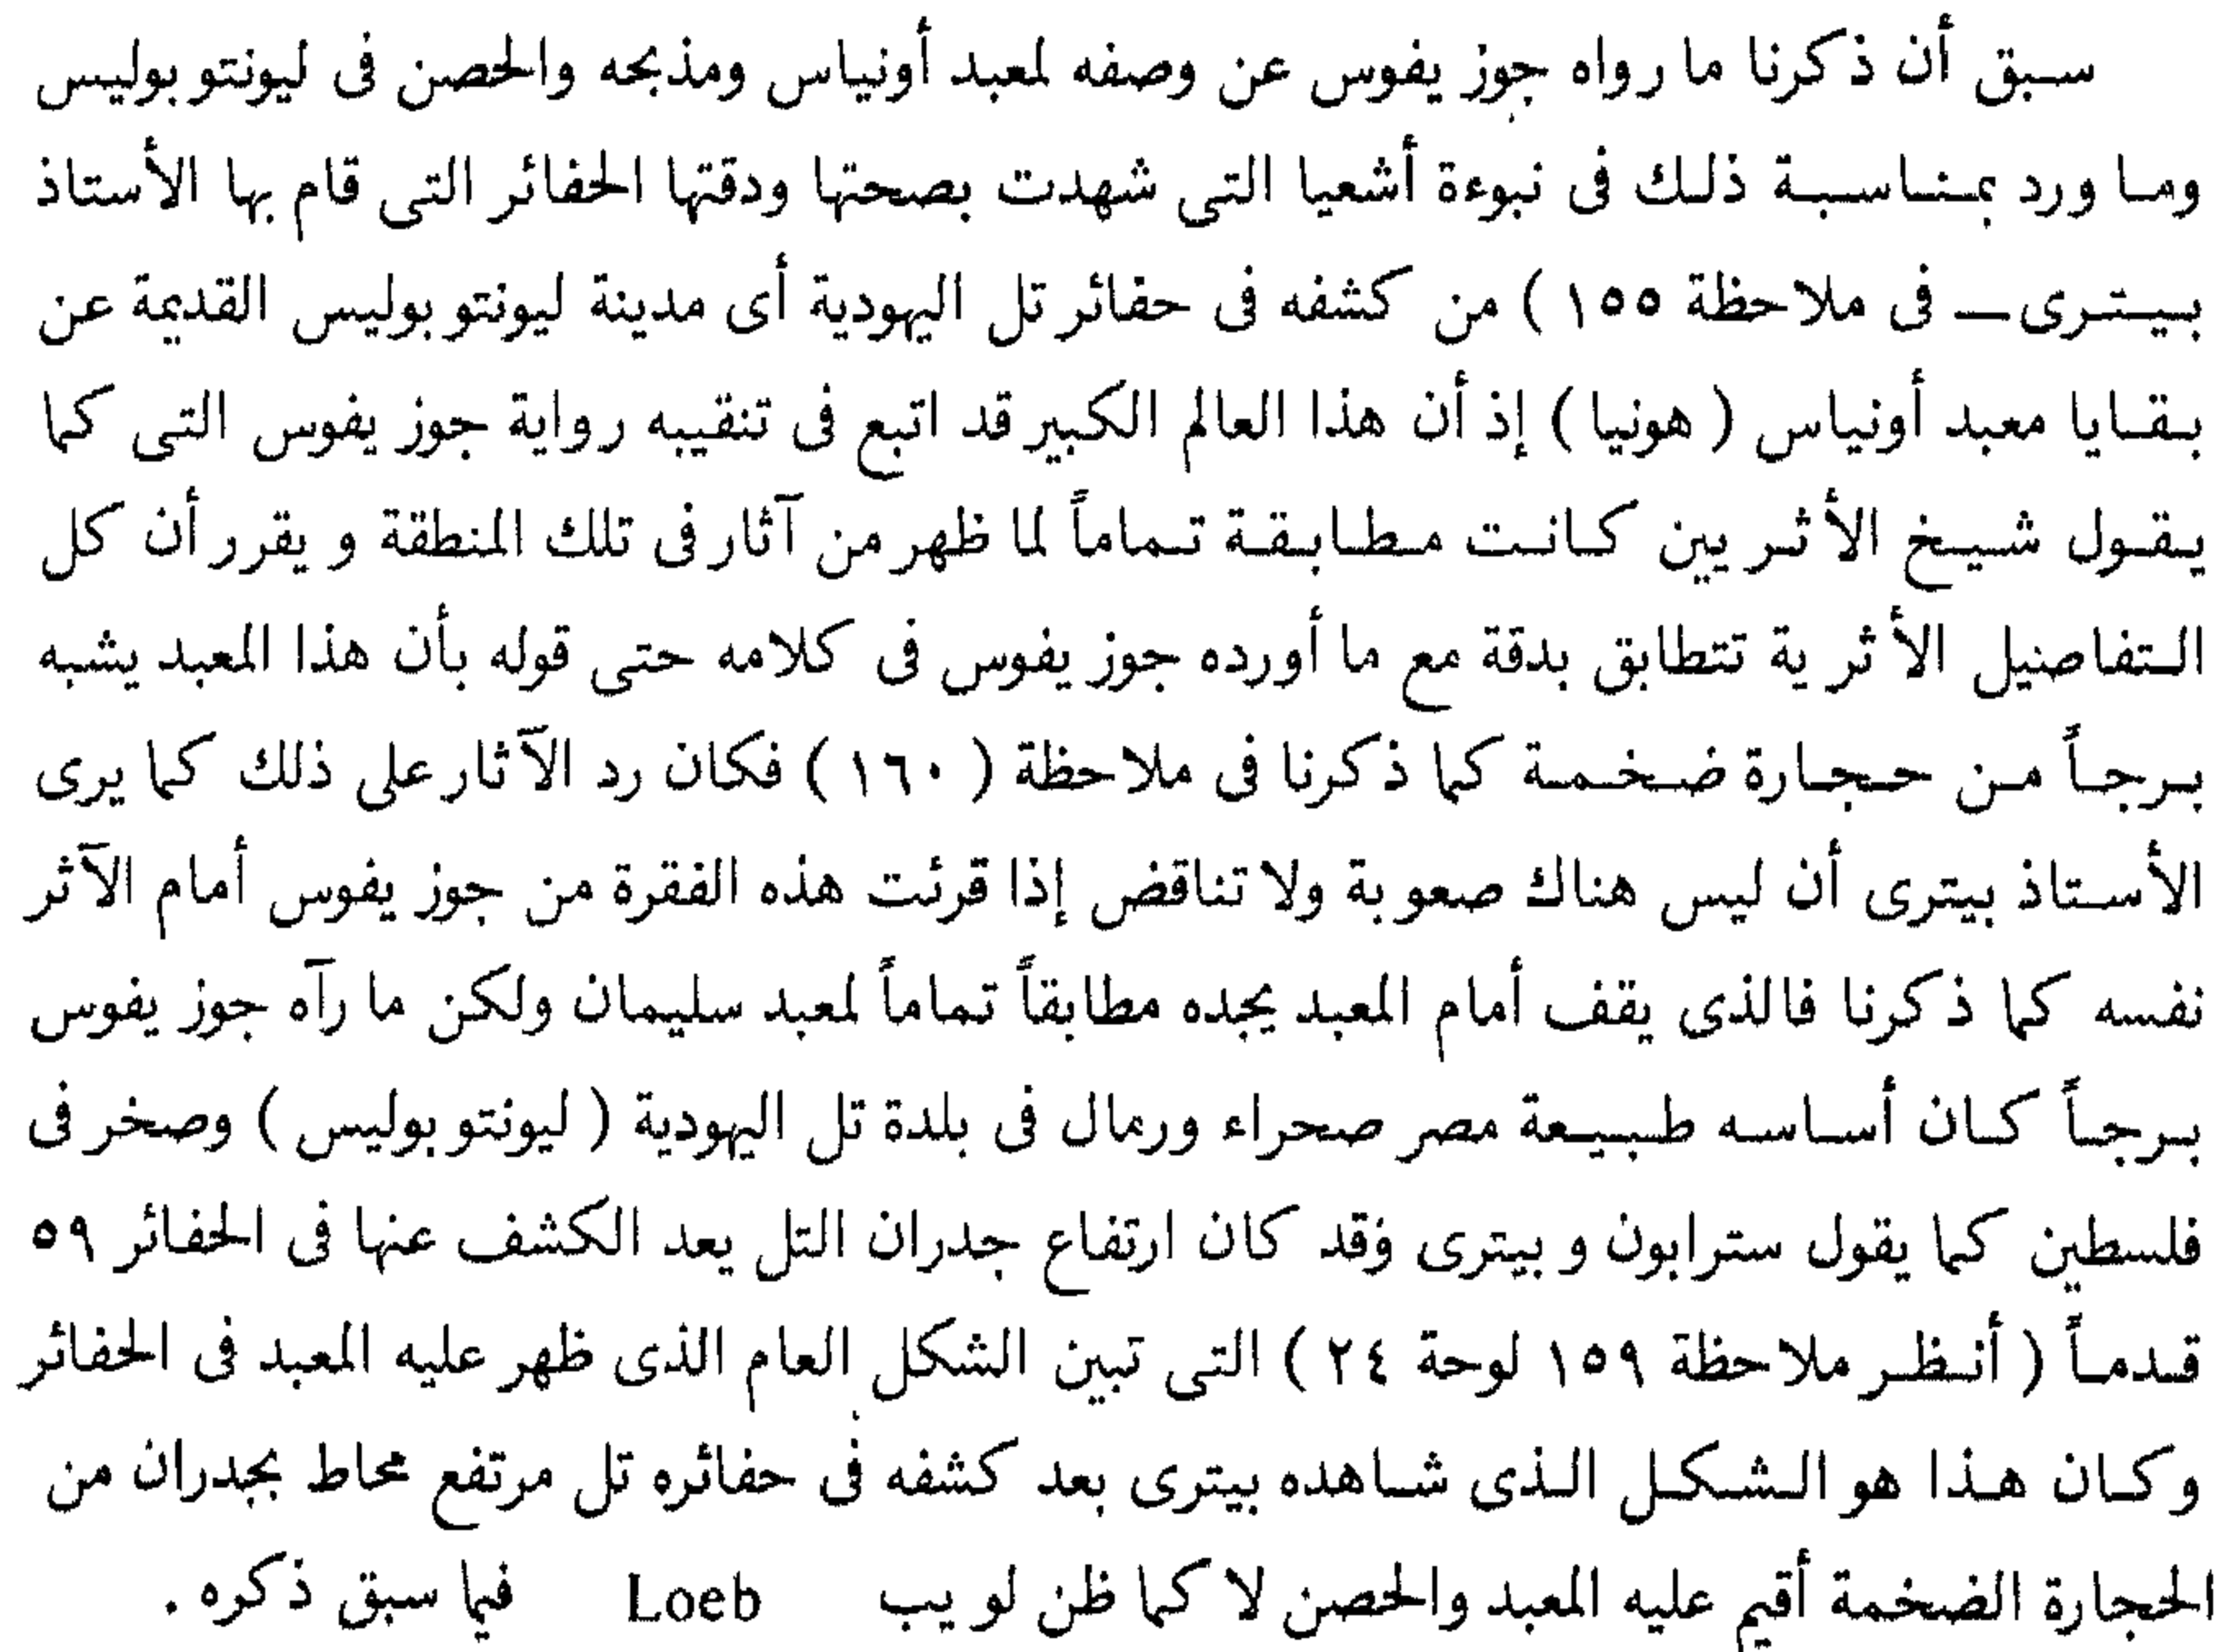 سبق أن ذكرنا ما رواه جوزيفوس عن وصفه لمعبد أونياس ومذبحه والحصن فى ليونتوبوليس
وما ورد بمناسبة ذلك فى نبوءة أشعيا التى شهدت بصحتها ودقتها الحفائر التى قام بها الأستاذ
بيترى ــ فى ملاحظة ١٥٥ ) من كشفه فى حفائر تل اليهودية أى مدينة ليونتوبوليس القديمة عن
بقايا معبد أونياس ( هونيا ) إذ أن هذا العالم الكبير قد اتبع فى تنقيبه رواية جوزيفوس التى كما
يقول شيخ الأثريين كانت مطابقة تماماً لما ظهر من آثار فى تلك المنطقة ويقرر أن كل
التفاصنيل الأثرية تتطابق بدقة مع ما أورده جوزيفوس فى كلامه حتى قوله بأن هذا المعبد يشبه
برجاً من حجارة ضخمة كما ذكرنا فى ملاحظة ( ١٦٠ ) فكان رد الآثار على ذلك كما يرى
الأستاذ بيترى أن ليس هناك صعوبة ولا تناقض إذا قرئت هذه الفقرة من جوزيفوس أمام الآثر
نفسه كما ذكرنا فالذى يقف أمام المعبد يجده مطابقاً تماماً لمعبد سليمان ولكن ما رآه جوزيفوس
برجاً كان أساسه طبيعة مصر صحراء ورمال فى بلدة تل اليهودية ( ليونتوبوليس ) وصخر فى
فلسطين كما يقول سترابون وبيترى وقد كان ارتفاع جدران التل يعد الكشف عنها فى الحفائر ٥٩
قدماً ( أنظر ملاحظة ١٥٩ لوحة ٢٤ ) التى تبين الشكل العام الذى ظهر عليه المعبد فى الحفائر
وكان هذا هو الشكل الذى شاهده بيترى بعد كشفه فى حفائره تل مرتفع محاط بجدران من
الحجارة الضخمة أقيم عليه المعبد والحصن لا كما ظن لويب Loeb فيما سبق ذكره .